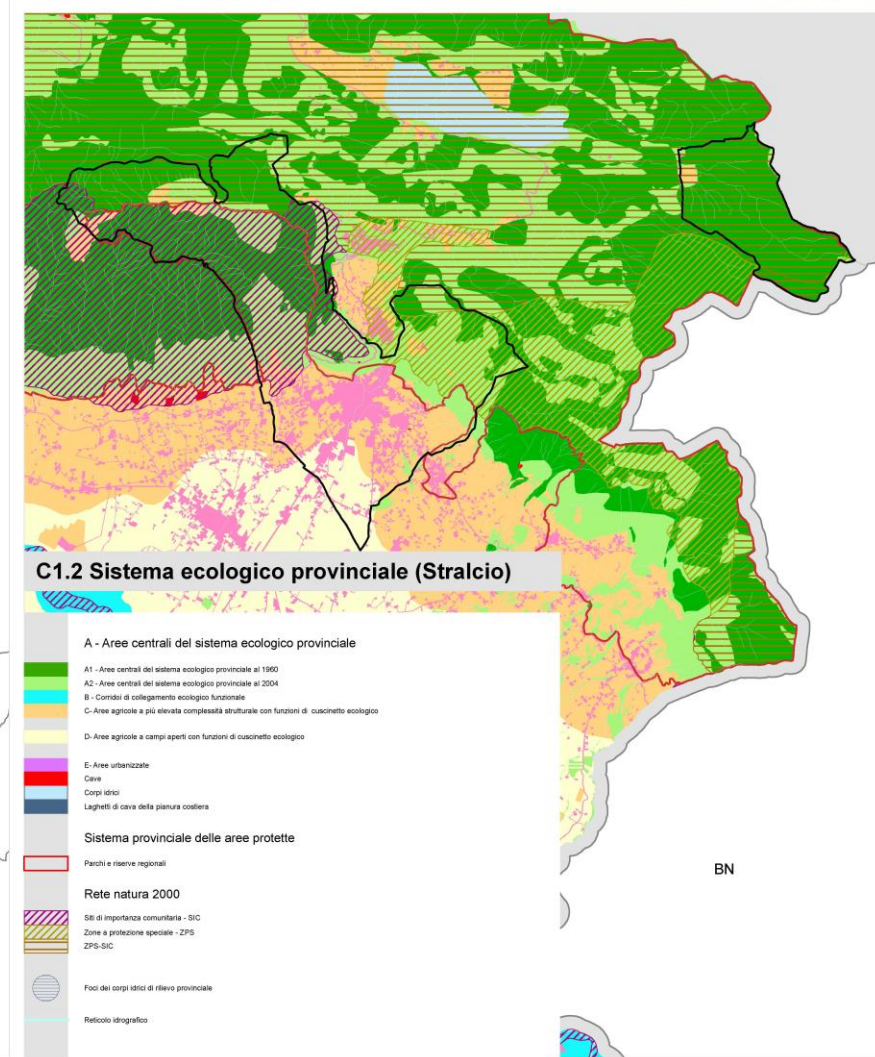 C1.2 Sistema ecologico provinciale (Stralcio)
A - Aree centrali del sistema ecologico provinciale
A1 - Aree centrali del sistema ecologico provinciale al 1960
A2 - Aree centrali del sistema ecologico provinciale al 2004
B - Corridoi di collegamento ecologico funzionale
C- Aree agricole a più elevata complessità strutturale con funzioni di cuscinetto ecologico
D- Aree agricole a campi aperti con funzioni di cuscinetto ecologico
E- Aree urbanizzate
Cave
Corpi idrici
Laghetti di cava della pianura costiera
Sistema provinciale delle aree protette
Parchi e riserve regionali
Rete natura 2000
Siti di importanza comunitaria - SIC
Zone a protezione speciale - ZPS
ZPS-SIC
Foci dei corpi idrici di rilievo provinciale
Reticolo idrografico
BN